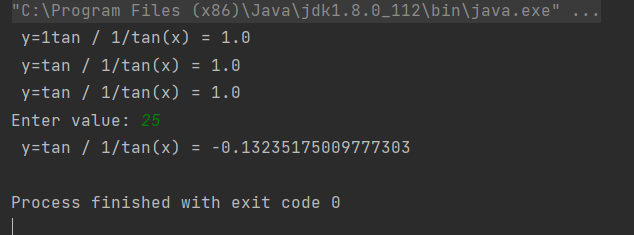 "C:\Program Files (x86)\Java\jdk1.8.0_112\bin\java.exe" ...
y=1tan / 1/tan(x) = 1.0
y=tan / 1/tan(x) = 1.0
y=tan / 1/tan(x) = 1.0
Enter value: 25
y=tan / 1/tan(x) = -0.13235175009777303
Process finished with exit code 0